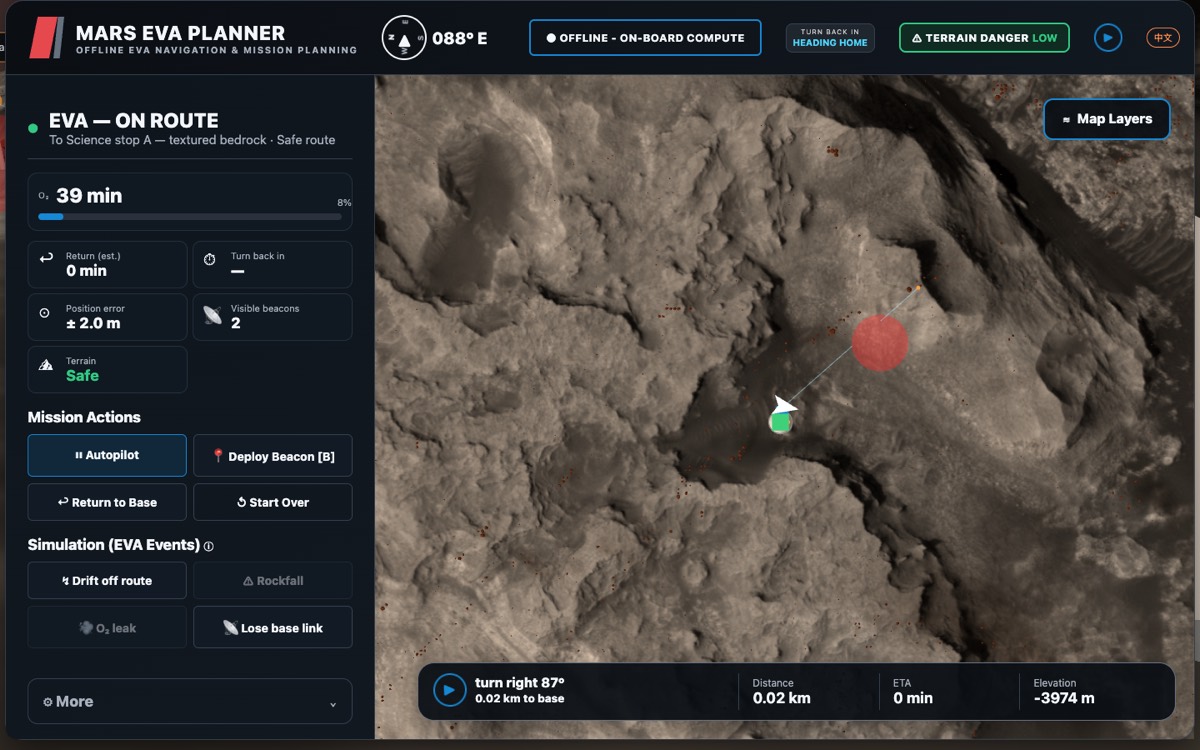 MARS EVA PLANNER
OFFLINE EVA NAVIGATION & MISSION PLANNING
088° E
OFFLINE - ON-BOARD COMPUTE
TURN BACK IN
HEADING HOME
TERRAIN DANGER LOW
中文
EVA — ON ROUTE
To Science stop A — textured bedrock · Safe route
O₂ 39 min
8%
Return (est.)
0 min
Turn back in
—
Position error
± 2.0 m
Visible beacons
2
Terrain
Safe
Mission Actions
Autopilot
Deploy Beacon [B]
Return to Base
Start Over
Simulation (EVA Events)
Drift off route
Rockfall
O₂ leak
Lose base link
More
Map Layers
turn right 87°
0.02 km to base
Distance
0.02 km
ETA
0 min
Elevation
-3974 m